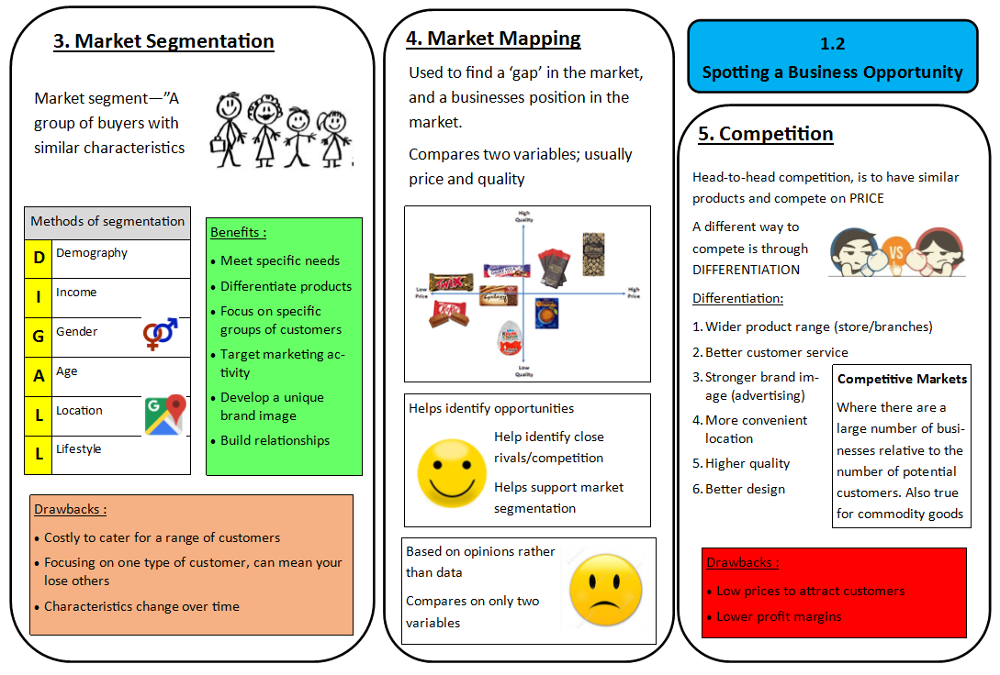 3. Market Segmentation
Market segment—”A
group of buyers with
similar characteristics
Methods of segmentation
D Demography
I Income
G Gender
A Age
L Location
L Lifestyle
G
Benefits :
• Meet specific needs
• Differentiate products
• Focus on specific
groups of customers
• Target marketing ac-
tivity
• Develop a unique
brand image
• Build relationships
Drawbacks :
• Costly to cater for a range of customers
• Focusing on one type of customer, can mean your
lose others
• Characteristics change over time
4. Market Mapping
Used to find a ‘gap’ in the market,
and a businesses position in the
market.
Compares two variables; usually
price and quality
High
Quality
Low
Price
High
Price
Low
Quality
TWIX
KitKat
Galaxy
Kinder
Helps identify opportunities
Help identify close
rivals/competition
Helps support market
segmentation
Based on opinions rather
than data
Compares on only two
variables
1.2
Spotting a Business Opportunity
5. Competition
Head-to-head competition, is to have similar
products and compete on PRICE
A different way to
compete is through
DIFFERENTIATION
VS
Differentiation:
1. Wider product range (store/branches)
2. Better customer service
3. Stronger brand im-
age (advertising)
4. More convenient
location
5. Higher quality
6. Better design
Competitive Markets
Where there are a
large number of busi-
nesses relative to the
number of potential
customers. Also true
for commodity goods
Drawbacks :
• Low prices to attract customers
• Lower profit margins